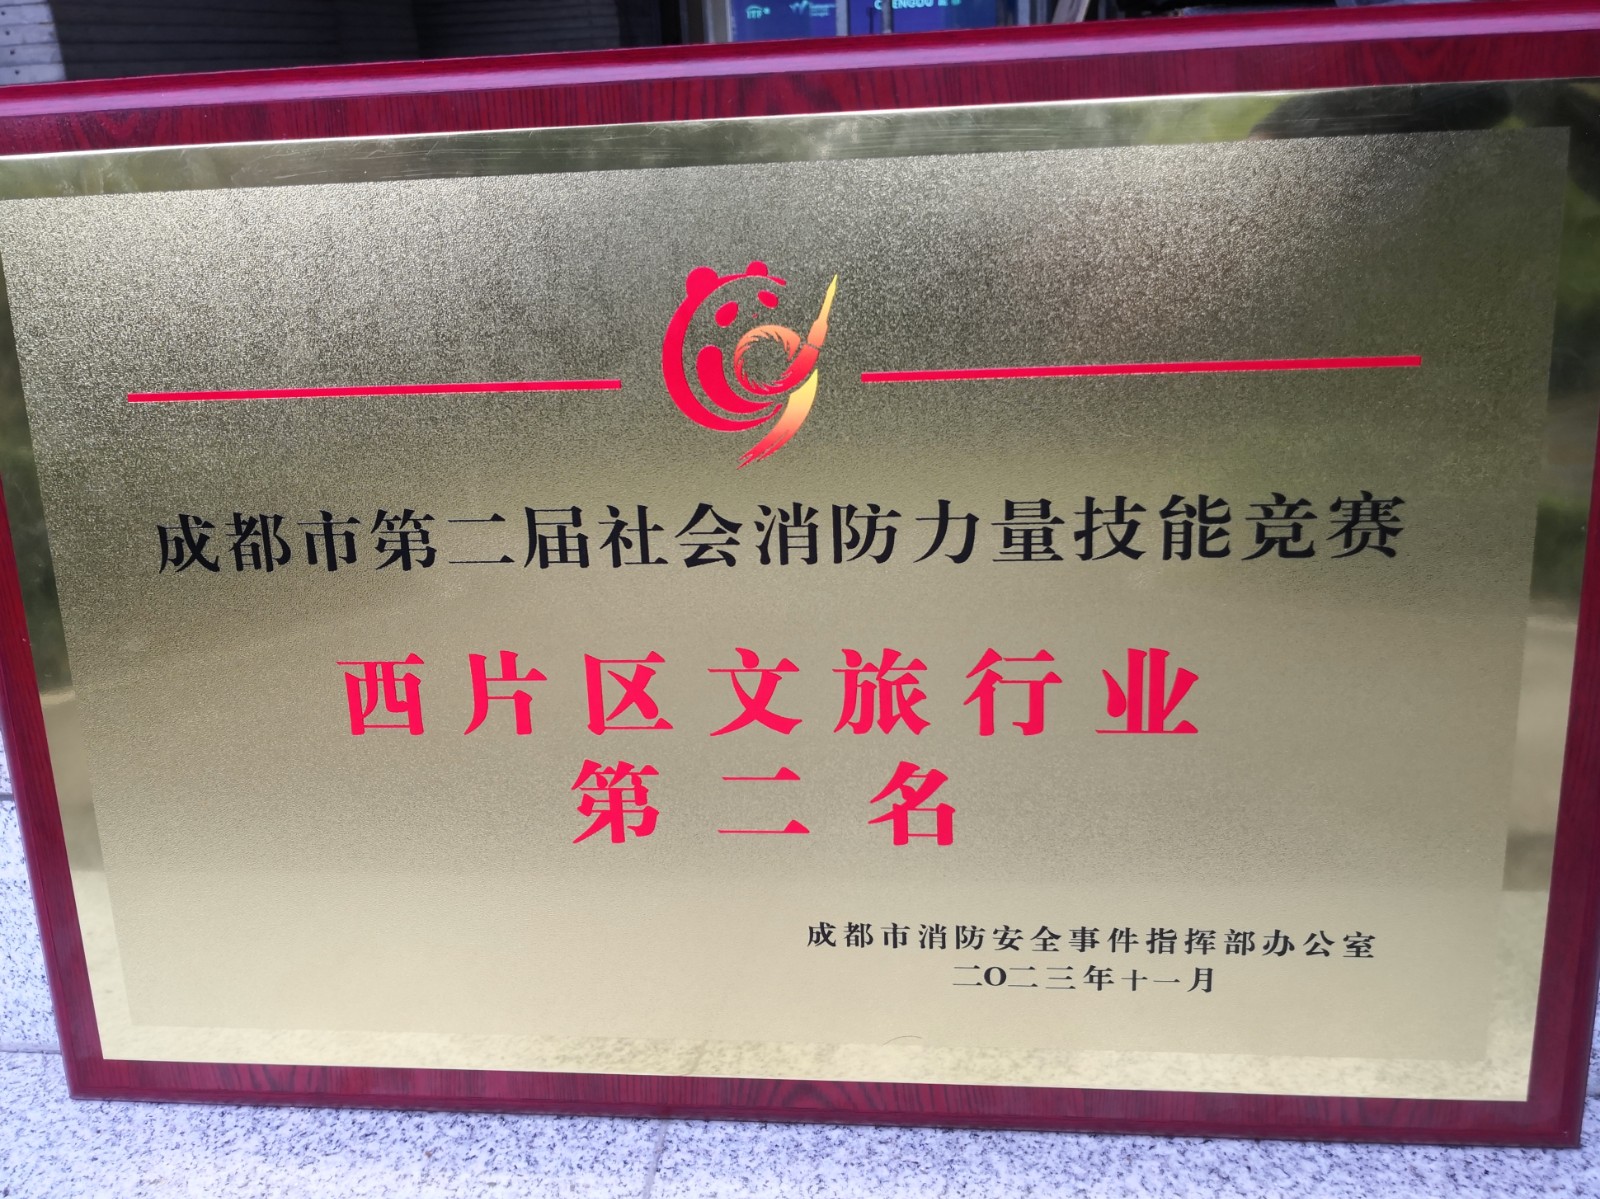 ITF
CHENGDU
成都市第二届社会消防力量技能竞赛
西片区文旅行业
第二名
成都市消防安全事件指挥部办公室
二〇二三年十一月